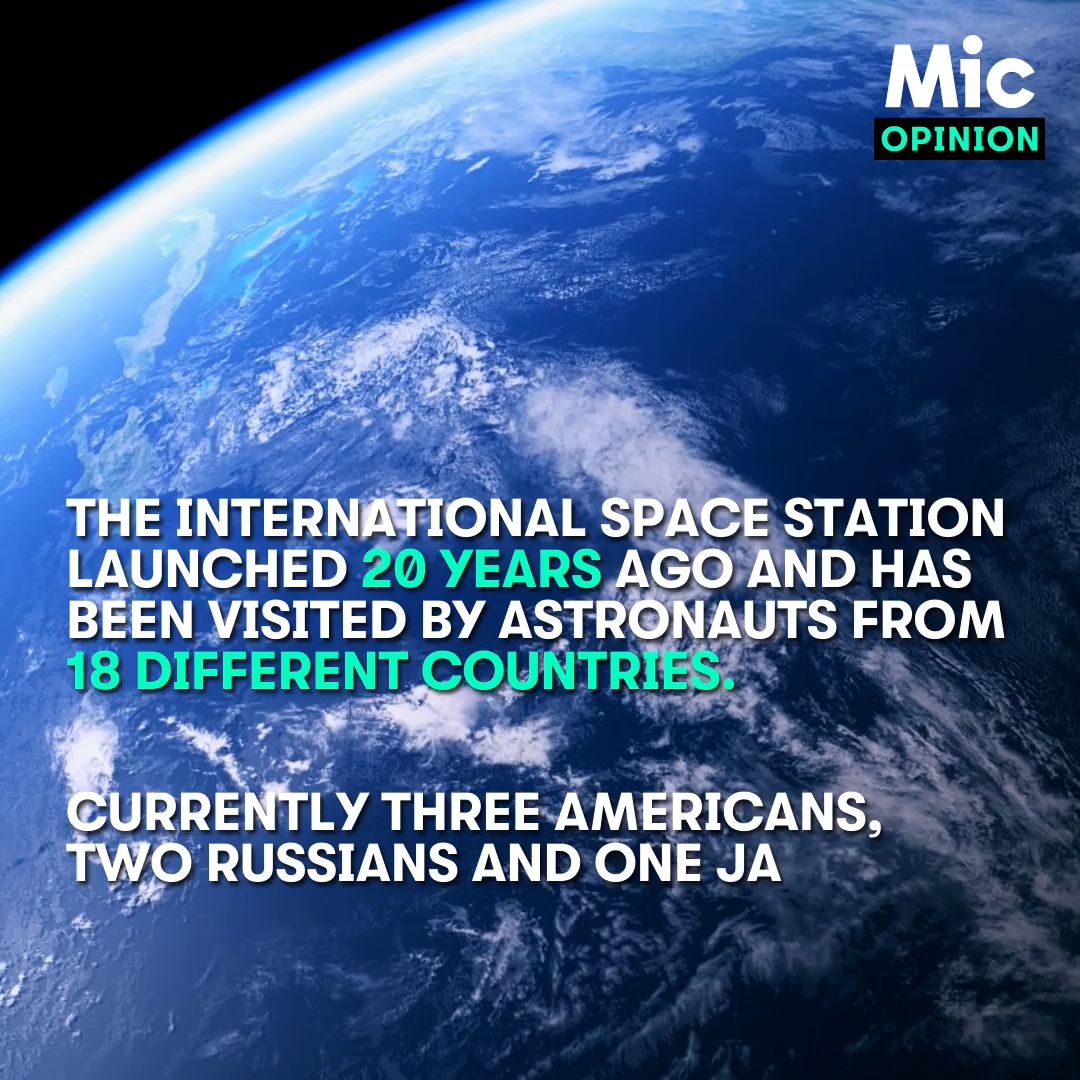 Mic
OPINION
THE INTERNATIONAL SPACE STATION
LAUNCHED 20 YEARS AGO AND HAS
BEEN VISITED BY ASTRONAUTS FROM
18 DIFFERENT COUNTRIES.
CURRENTLY THREE AMERICANS,
TWO RUSSIANS AND ONE JA